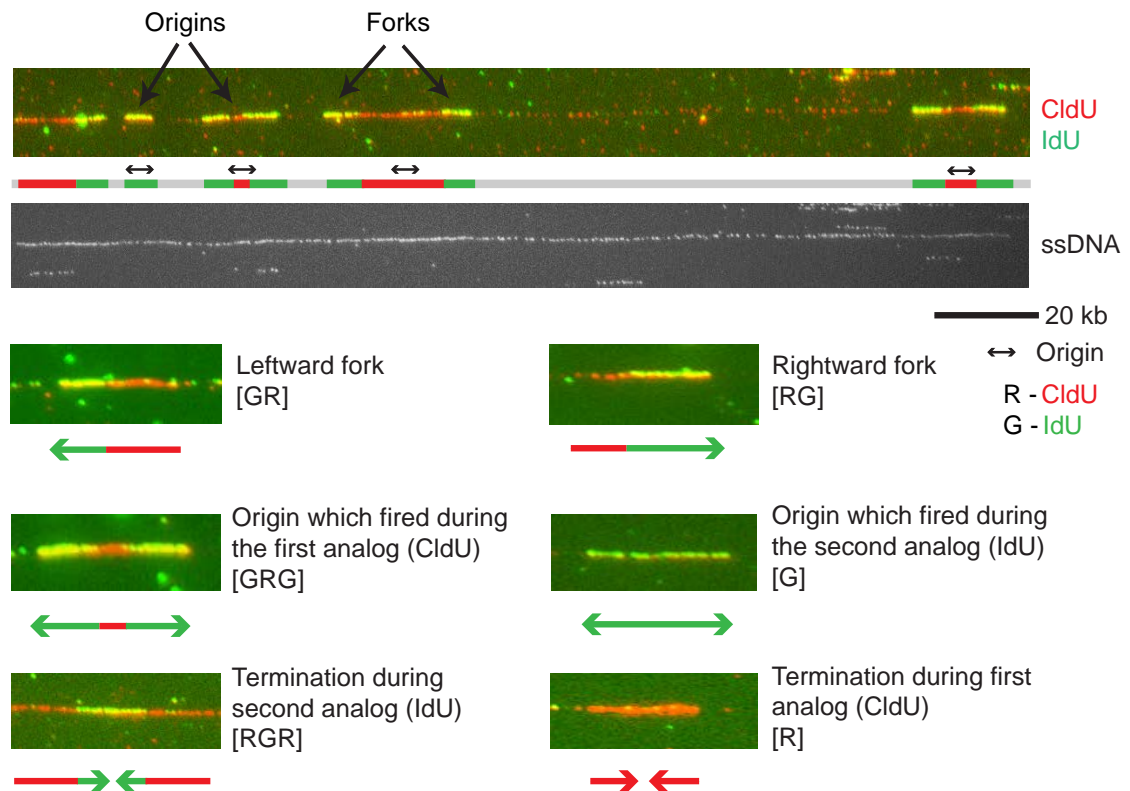 Origins
Forks
CldU
IdU
ssDNA
20 kb
Origin
R - CldU
G - IdU
Leftward fork
[GR]
Rightward fork
[RG]
Origin which fired during
the first analog (CldU)
[GRG]
Origin which fired during
the second analog (IdU)
[G]
Termination during
second analog (IdU)
[RGR]
Termination during first
analog (CldU)
[R]